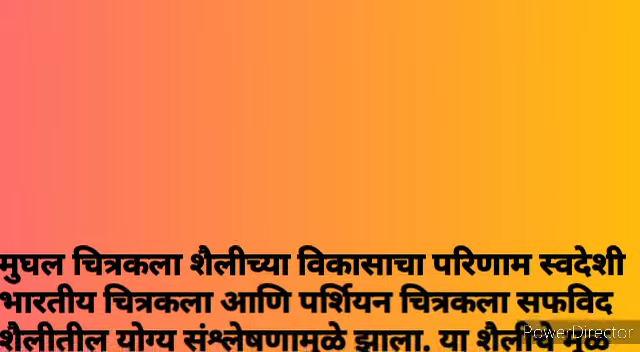 मुघल चित्रकला शैलीच्या विकासाचा परिणाम स्वदेशी
भारतीय चित्रकला आणि पर्शियन चित्रकला सफविद
शैलीतील योग्य संश्लेषणामुळे झाला. या शैलीचे मूळ
PowerDirector